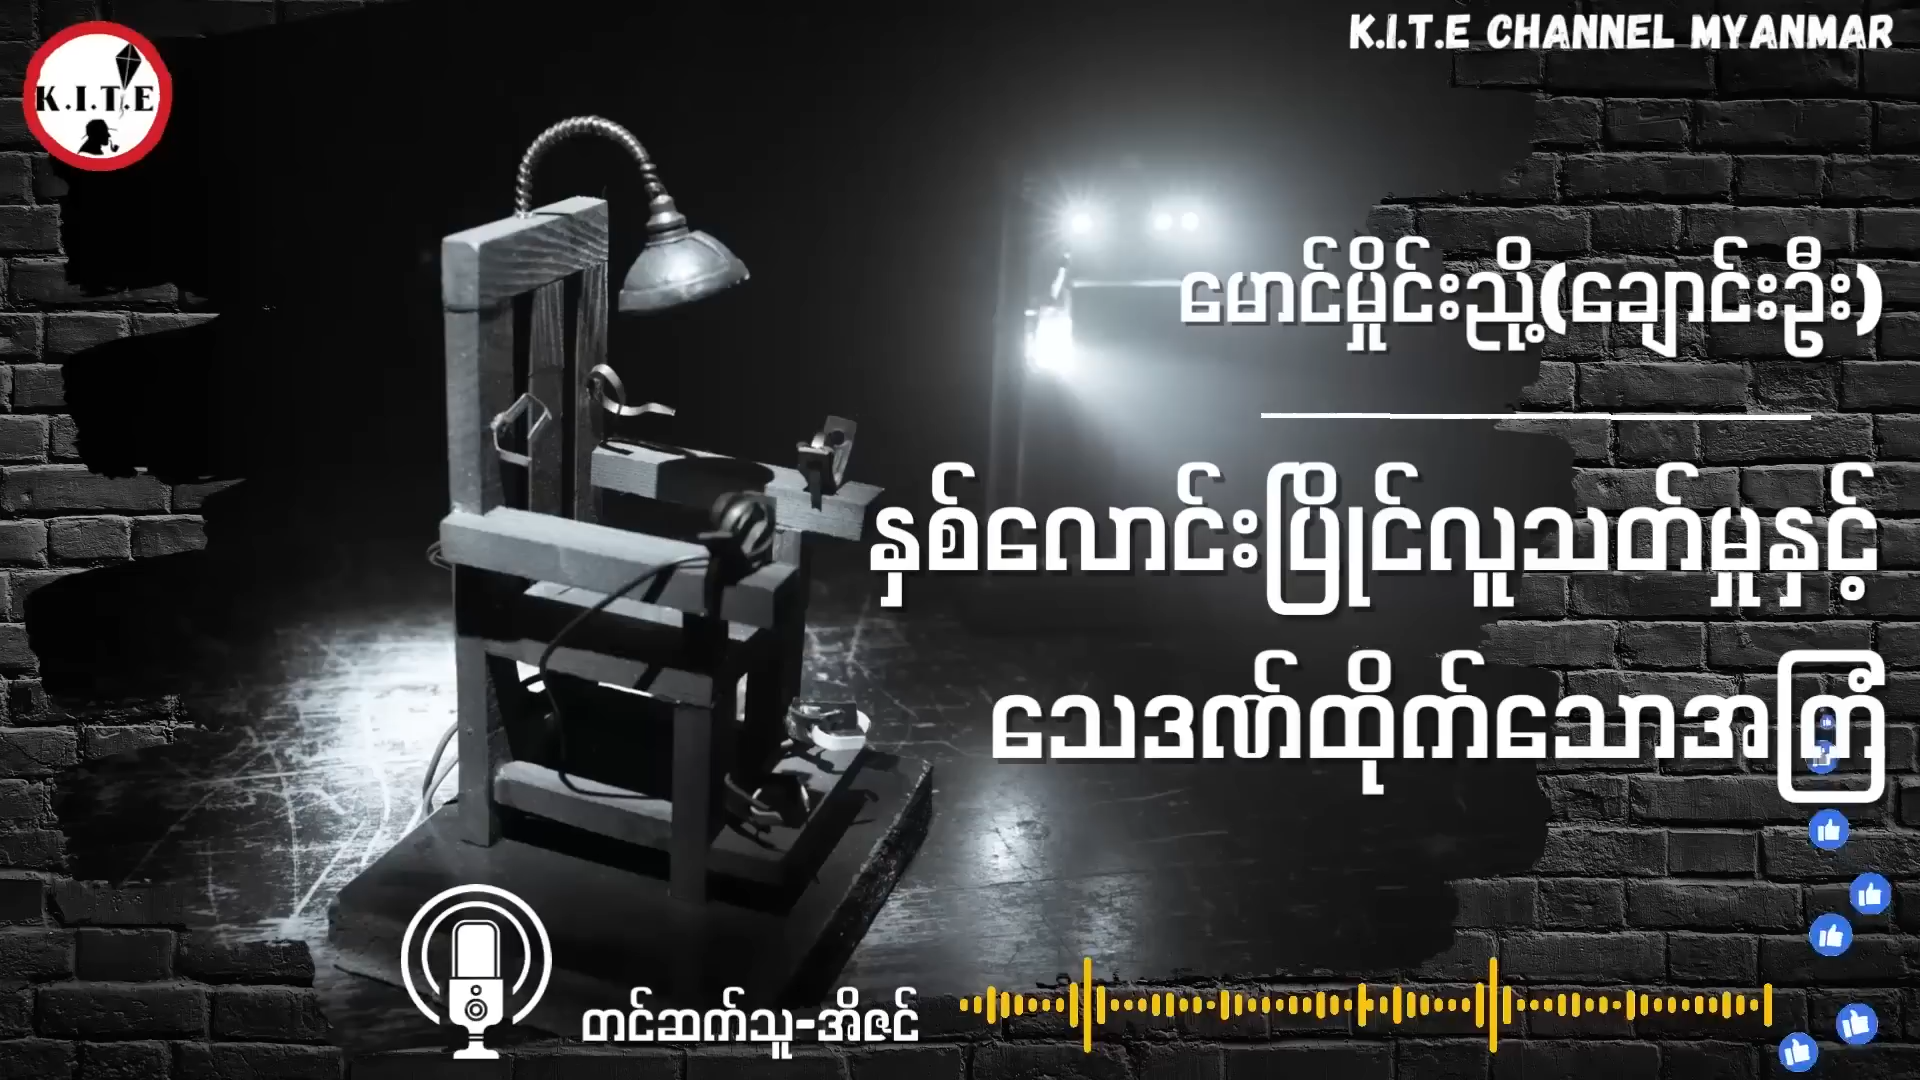 K.I.T.E CHANNEL MYANMAR
K.I.T.E
မောင်မှိုင်းညို့(ချောင်းဦး)
နှစ်လောင်းပြိုင်လူသတ်မှုနှင့်
သေဒဏ်ထိုက်သောအကြံ
တင်ဆက်သူ-အိဇင်